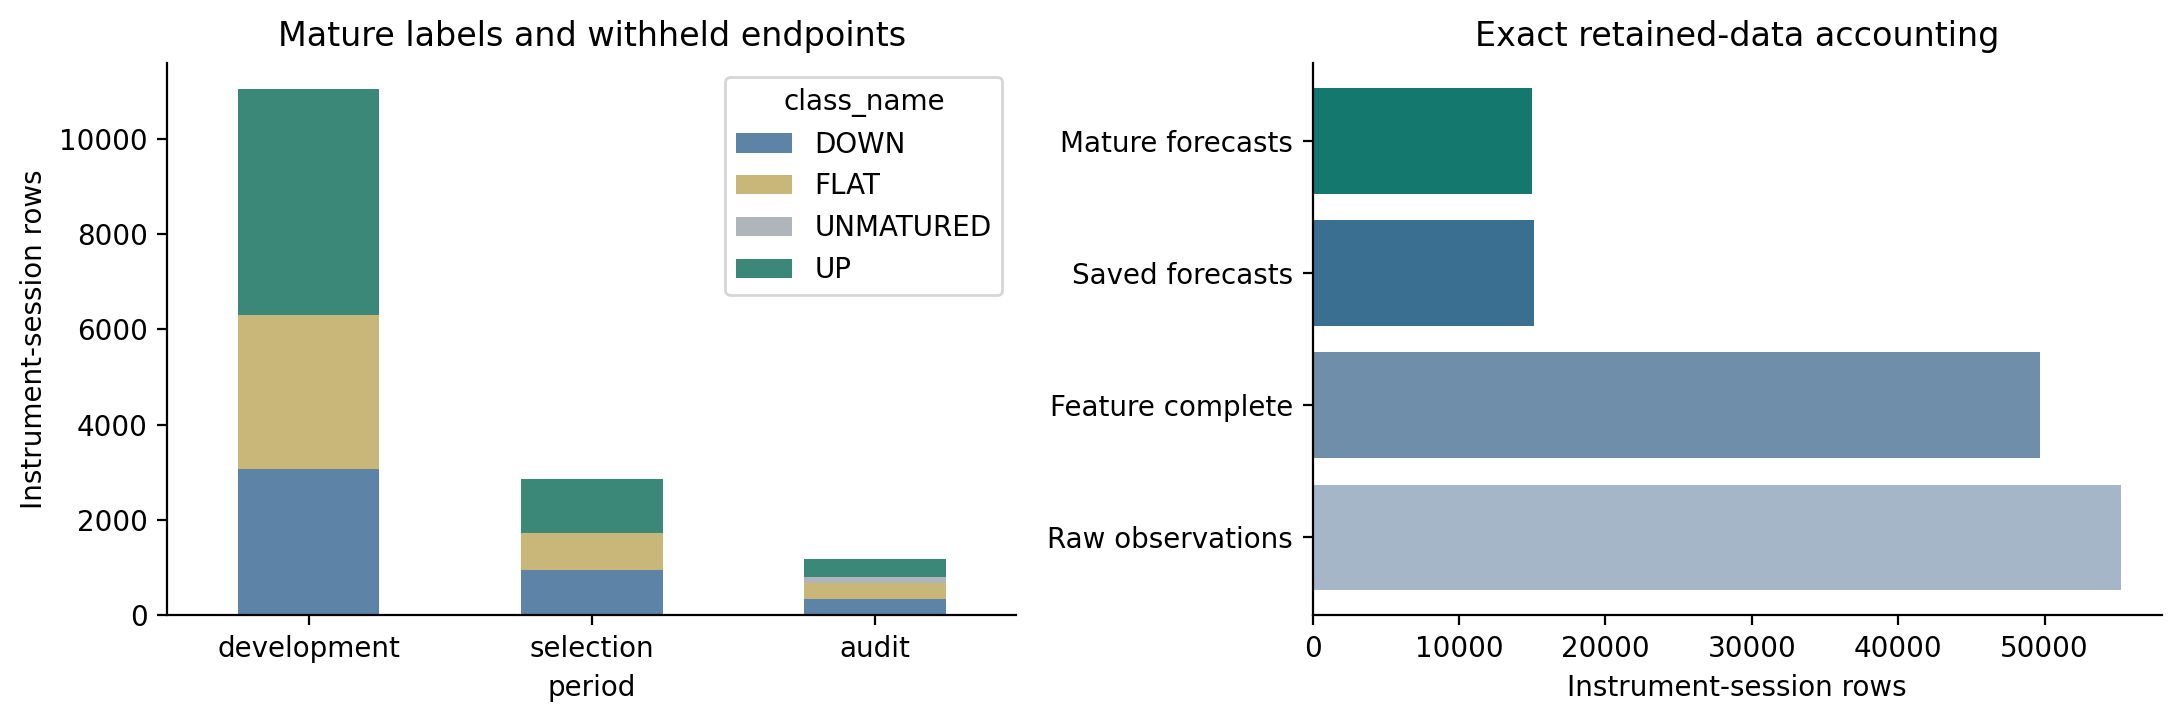 Mature labels and withheld endpoints
Instrument-session rows
10000
8000
6000
4000
2000
0
class_name
DOWN
FLAT
UNMATURED
UP
development
selection
audit
period
Exact retained-data accounting
Mature forecasts
Saved forecasts
Feature complete
Raw observations
0
10000
20000
30000
40000
50000
Instrument-session rows